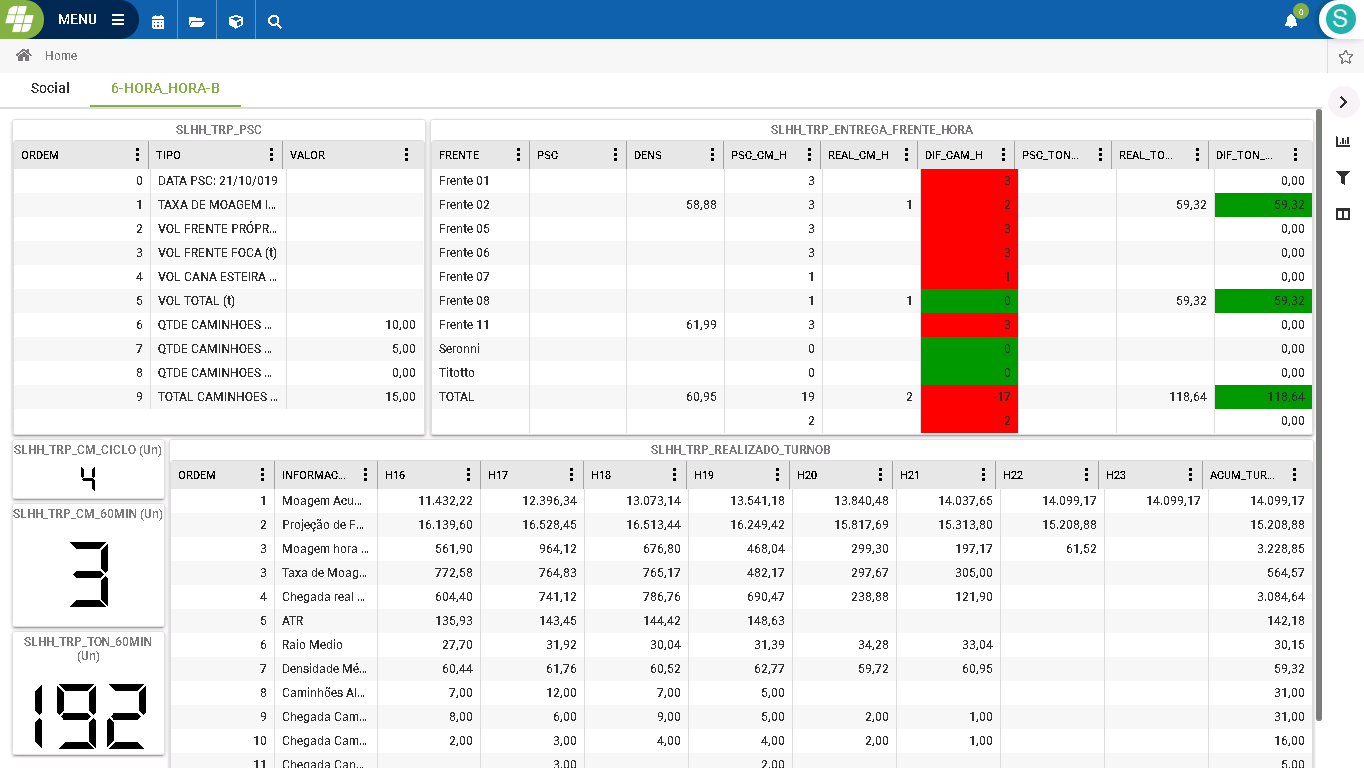 MENU
0
S
Home
Social 6-HORA_HORA-B
SLHH_TRP_PSC
ORDEM TIPO VALOR
0 DATA PSC: 21/10/019
1 TAXA DE MOAGEM I...
2 VOL FRENTE PRÓPR...
3 VOL FRENTE FOCA (t)
4 VOL CANA ESTEIRA ...
5 VOL TOTAL (t)
6 QTDE CAMINHOES ... 10,00
7 QTDE CAMINHOES ... 5,00
8 QTDE CAMINHOES ... 0,00
9 TOTAL CAMINHOES ... 15,00
SLHH_TRP_ENTREGA_FRENTE_HORA
FRENTE PSC DENS PSC_CM_H REAL_CM_H DIF_CAM_H PSC_TON... REAL_TO... DIF_TON_...
Frente 01 3 -3 0,00
Frente 02 58,88 3 1 -2 59,32 59,32
Frente 05 3 -3 0,00
Frente 06 3 -3 0,00
Frente 07 1 -1 0,00
Frente 08 1 1 0 59,32 59,32
Frente 11 61,99 3 -3 0,00
Seronni 0 0 0,00
Titotto 0 0 0,00
TOTAL 60,95 19 2 -17 118,64 118,64
2 -2 0,00
SLHH_TRP_CM_CICLO (Un)
4
SLHH_TRP_CM_60MIN (Un)
3
SLHH_TRP_TON_60MIN
(Un)
192
SLHH_TRP_REALIZADO_TURNOB
ORDEM INFORMAC... H16 H17 H18 H19 H20 H21 H22 H23 ACUM_TUR...
1 Moagem Acu... 11.432,22 12.396,34 13.073,14 13.541,18 13.840,48 14.037,65 14.099,17 14.099,17 14.099,17
2 Projeção de F... 16.139,60 16.528,45 16.513,44 16.249,42 15.817,69 15.313,80 15.208,88 15.208,88
3 Moagem hora ... 561,90 964,12 676,80 468,04 299,30 197,17 61,52 3.228,85
3 Taxa de Moag... 772,58 764,83 765,17 482,17 297,67 305,00 564,57
4 Chegada real ... 604,40 741,12 786,76 690,47 238,88 121,90 3.084,64
5 ATR 135,93 143,45 144,42 148,63 142,18
6 Raio Medio 27,70 31,92 30,04 31,39 34,28 33,04 30,15
7 Densidade Mé... 60,44 61,76 60,52 62,77 59,72 60,95 59,32
8 Caminhões Al... 7,00 12,00 7,00 5,00 31,00
9 Chegada Cam... 8,00 6,00 9,00 5,00 2,00 1,00 31,00
10 Chegada Cam... 2,00 3,00 4,00 4,00 2,00 1,00 16,00
11 Chegada Can... 3,00 2,00 5,00